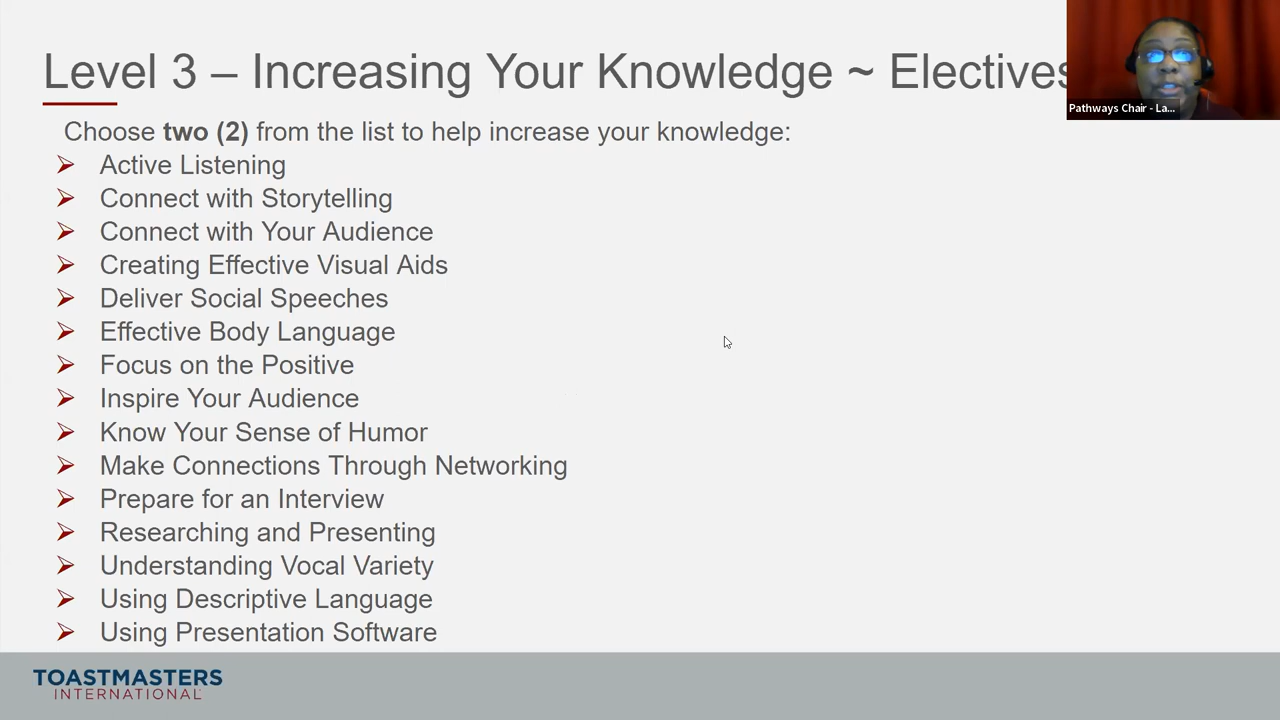 Level 3 – Increasing Your Knowledge ~ Electives
Pathways Chair - La...
Choose two (2) from the list to help increase your knowledge:
➢ Active Listening
➢ Connect with Storytelling
➢ Connect with Your Audience
➢ Creating Effective Visual Aids
➢ Deliver Social Speeches
➢ Effective Body Language
➢ Focus on the Positive
➢ Inspire Your Audience
➢ Know Your Sense of Humor
➢ Make Connections Through Networking
➢ Prepare for an Interview
➢ Researching and Presenting
➢ Understanding Vocal Variety
➢ Using Descriptive Language
➢ Using Presentation Software
TOASTMASTERS
INTERNATIONAL